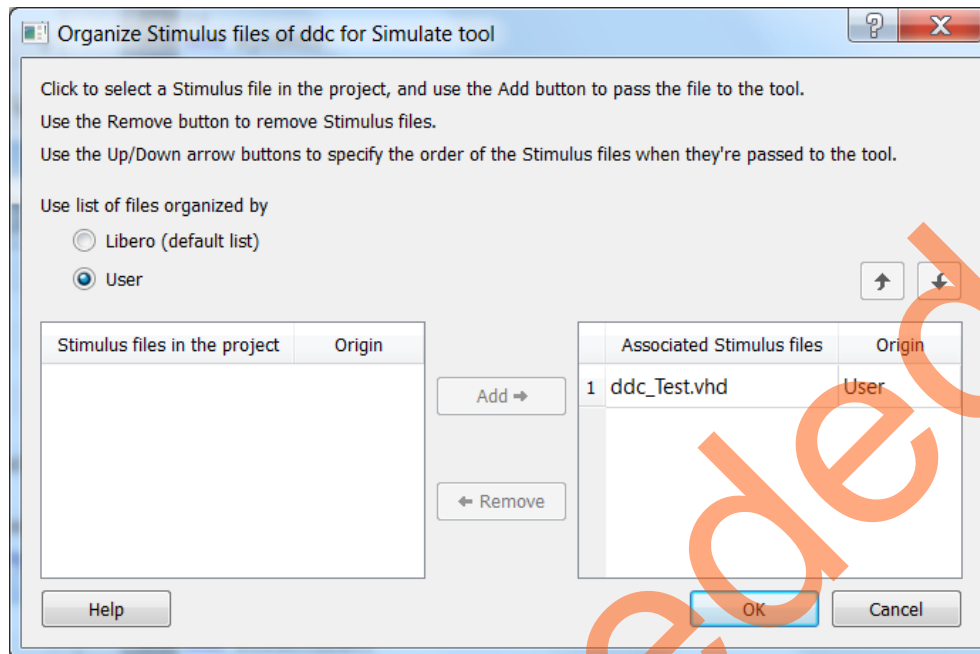 Organize Stimulus files of ddc for Simulate tool
Click to select a Stimulus file in the project, and use the Add button to pass the file to the tool.
Use the Remove button to remove Stimulus files.
Use the Up/Down arrow buttons to specify the order of the Stimulus files when they're passed to the tool.
Use list of files organized by
Libero (default list)
User
Stimulus files in the project Origin
Add
Remove
Associated Stimulus files Origin
1 ddc_Test.vhd User
Help
OK
Cancel